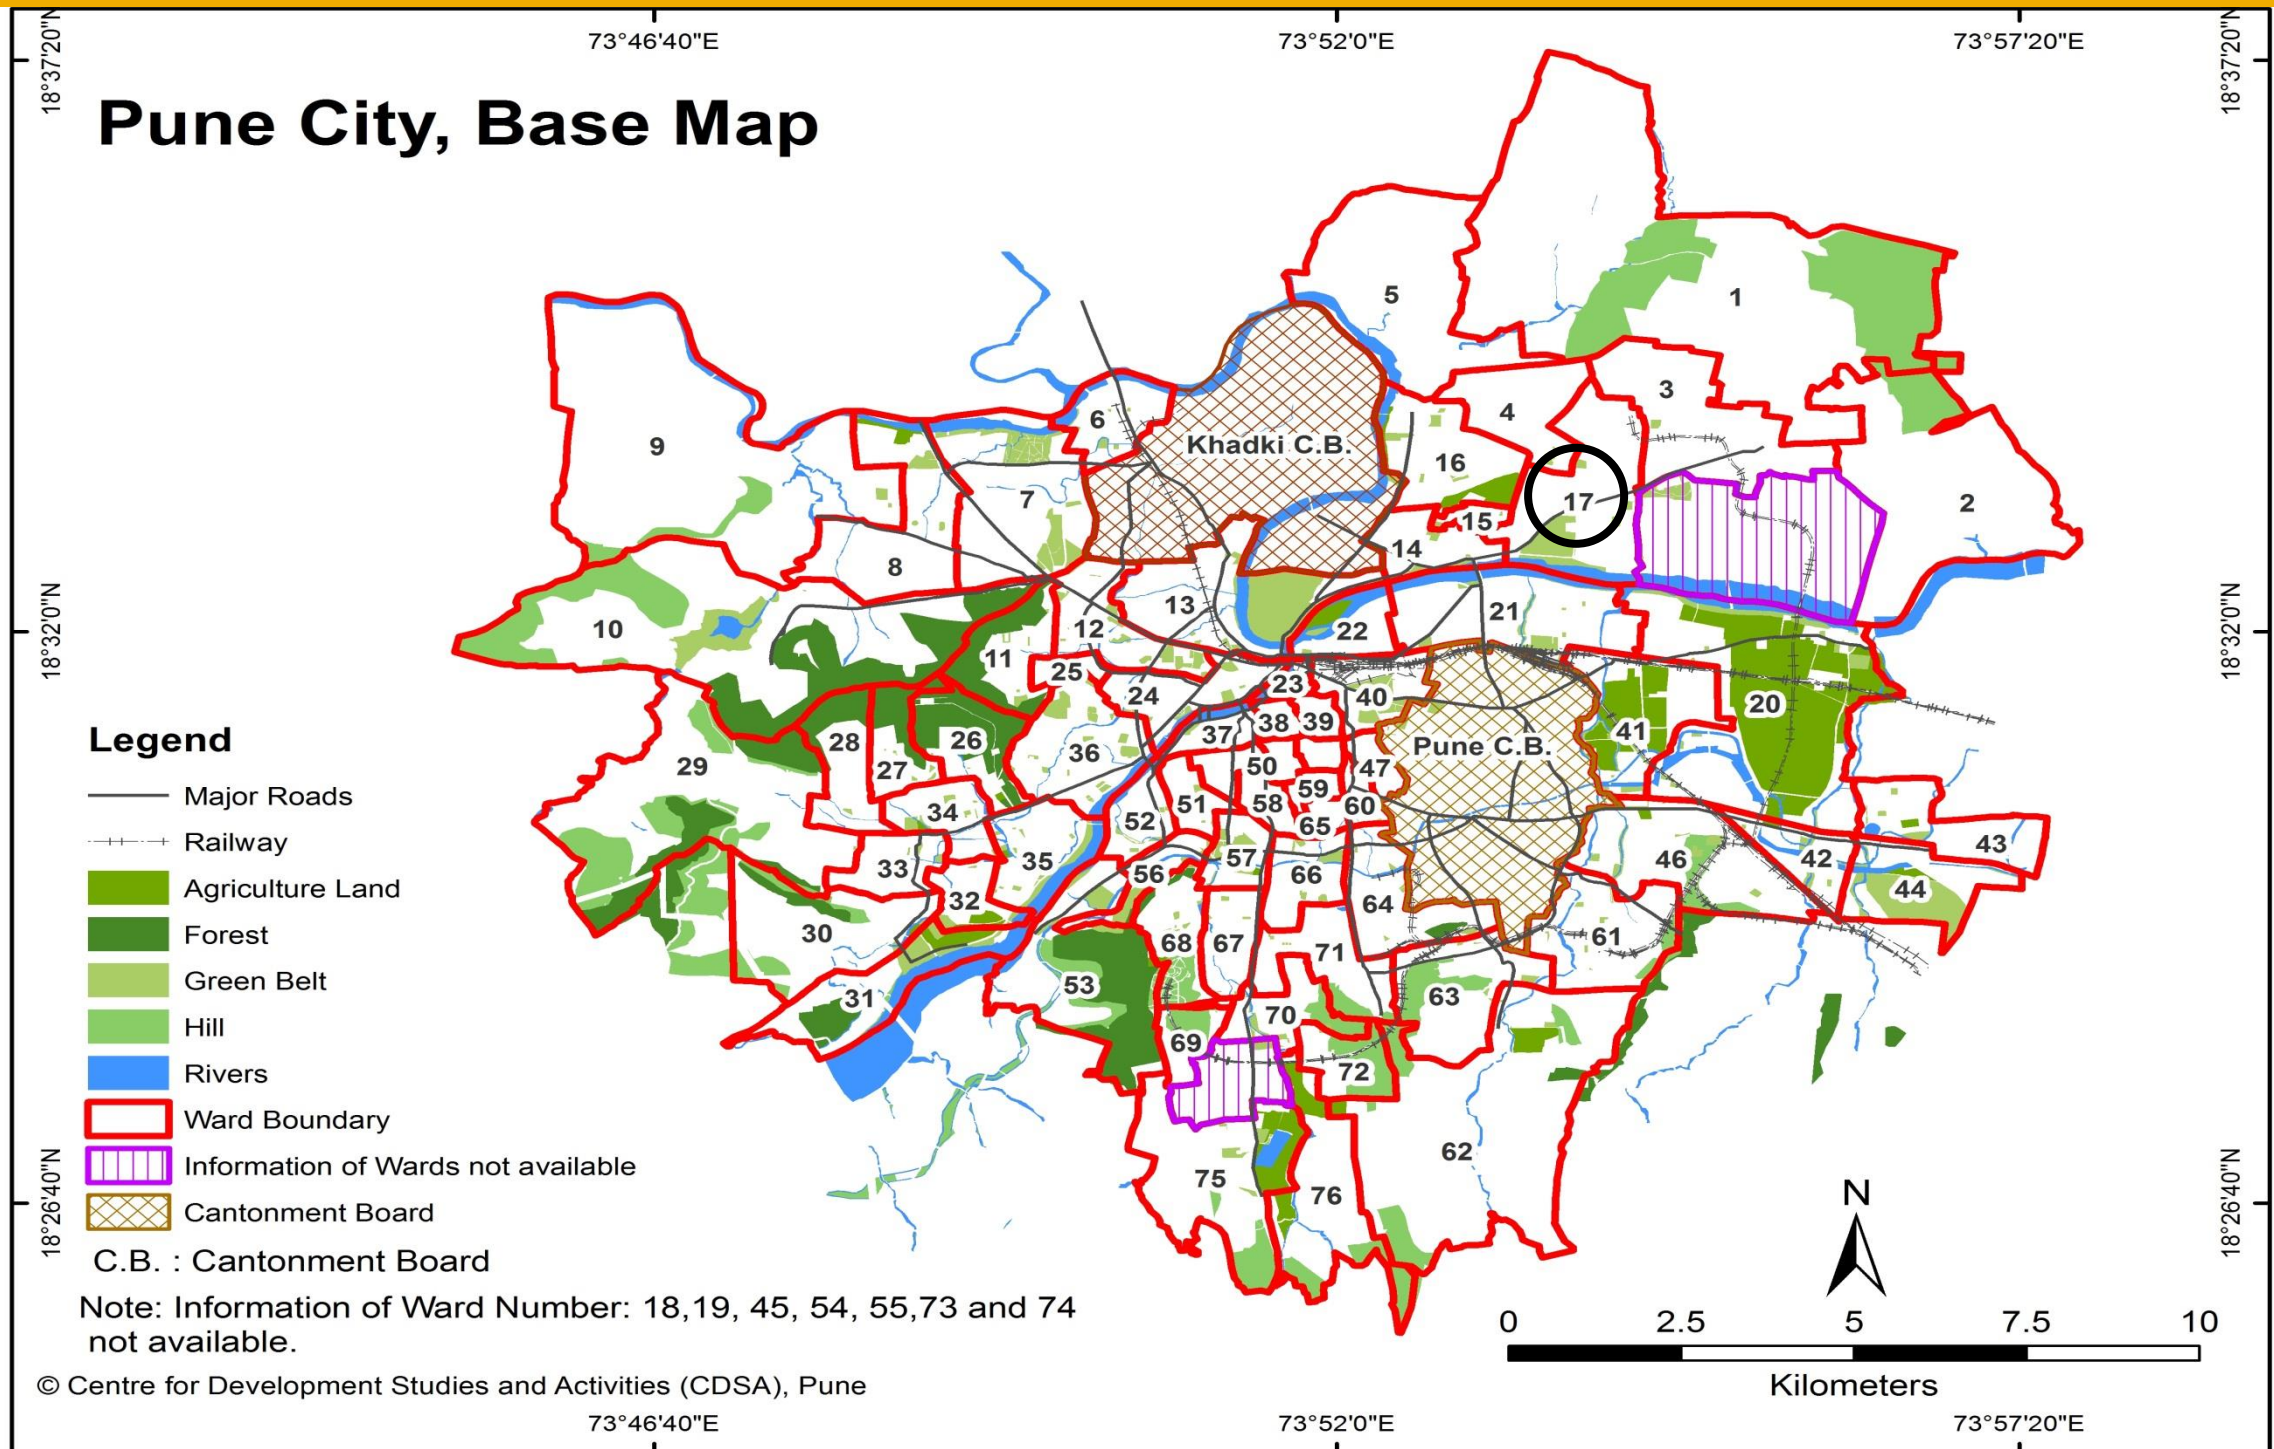 73°46'40"E
73°52'0"E
73°57'20"E
18°37'20"N
18°37'20"N
Pune City, Base Map
5
1
3
4
6
9
Khadki C.B.
16
7
17
2
15
14
8
13
21
10
12
22
11
25
23
24
40
20
37
38
39
41
28
26
36
Pune C.B.
29
27
50
47
59
51
58
60
34
52
65
43
57
46
42
35
33
56
66
44
32
64
30
61
68
67
71
53
63
31
70
69
72
62
75
76
18°32'0"N
18°32'0"N
Legend
Major Roads
Railway
Agriculture Land
Forest
Green Belt
Hill
Rivers
Ward Boundary
Information of Wards not available
Cantonment Board
C.B. : Cantonment Board
Note: Information of Ward Number: 18,19, 45, 54, 55,73 and 74
not available.
© Centre for Development Studies and Activities (CDSA), Pune
18°26'40"N
18°26'40"N
N
0 2.5 5 7.5 10
Kilometers
73°46'40"E
73°52'0"E
73°57'20"E